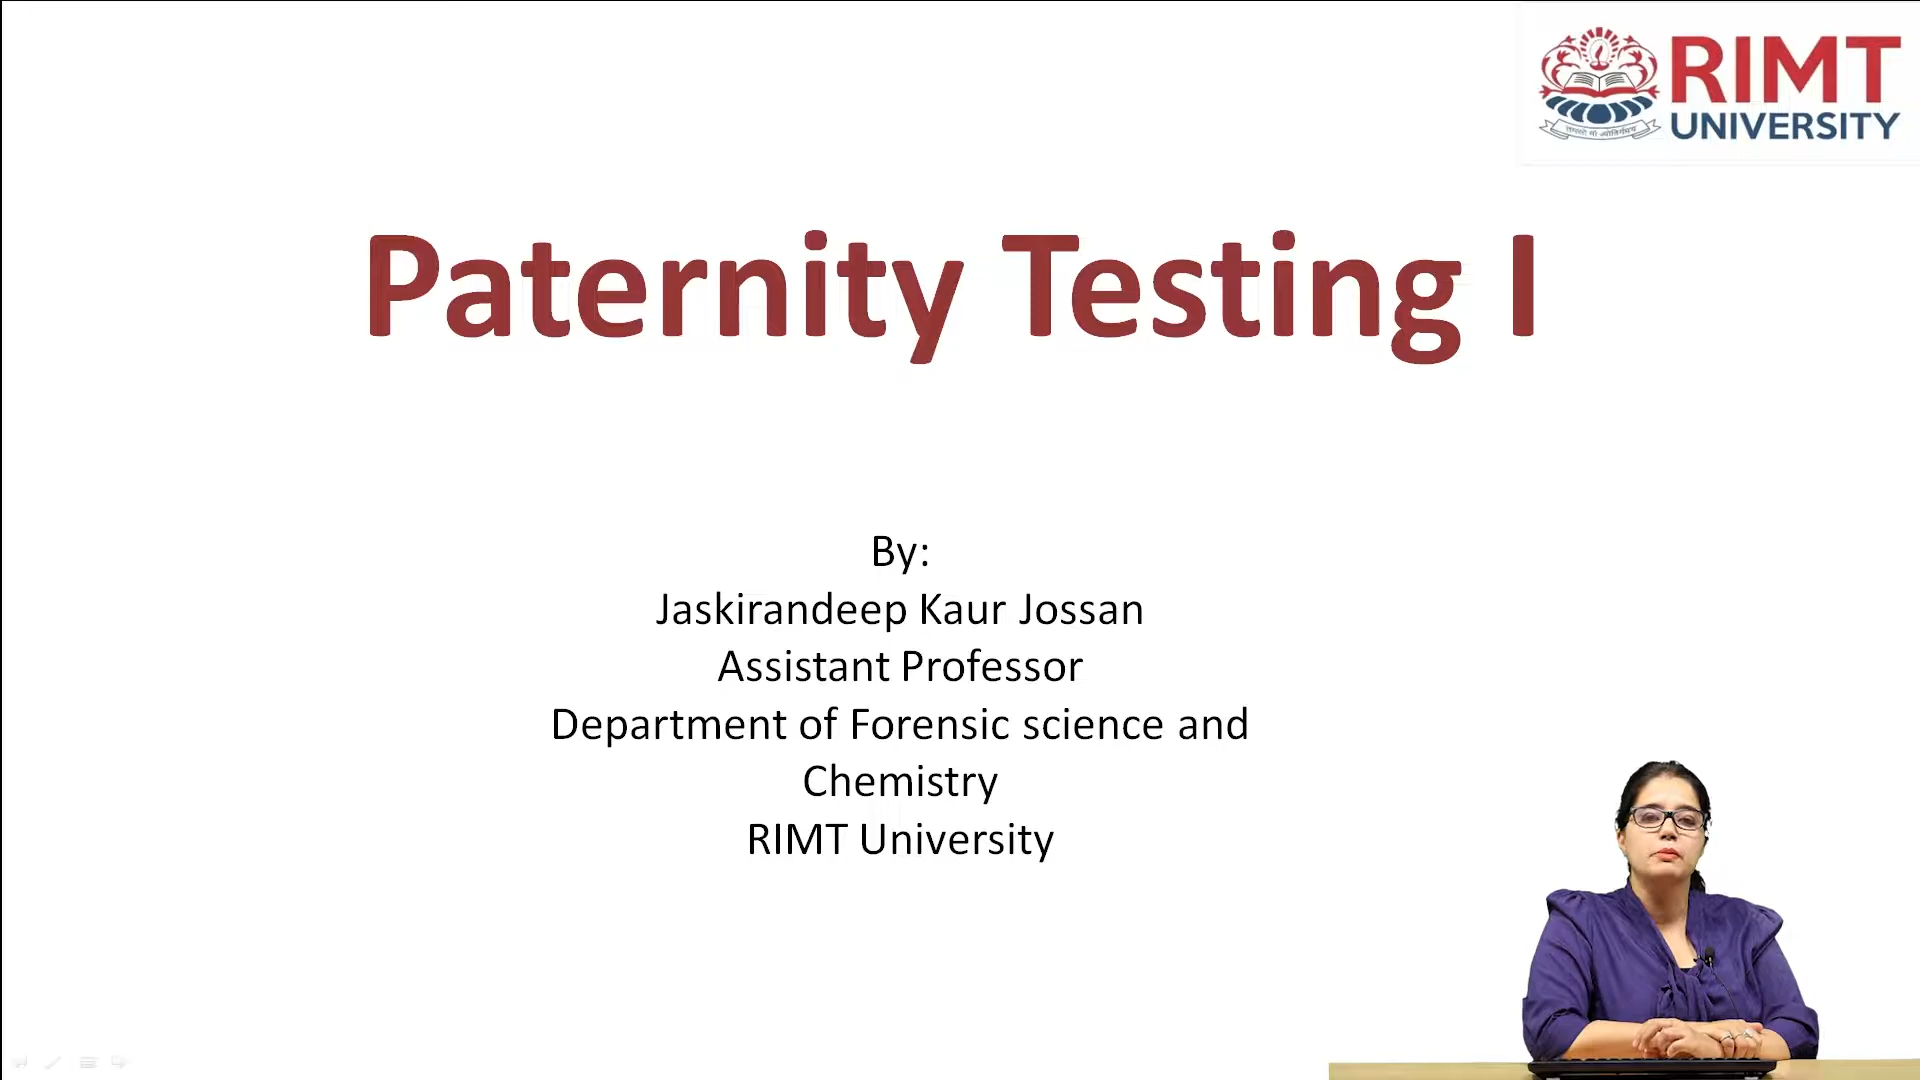 RIMT
UNIVERSITY
Paternity Testing I
By:
Jaskirandeep Kaur Jossan
Assistant Professor
Department of Forensic science and
Chemistry
RIMT University